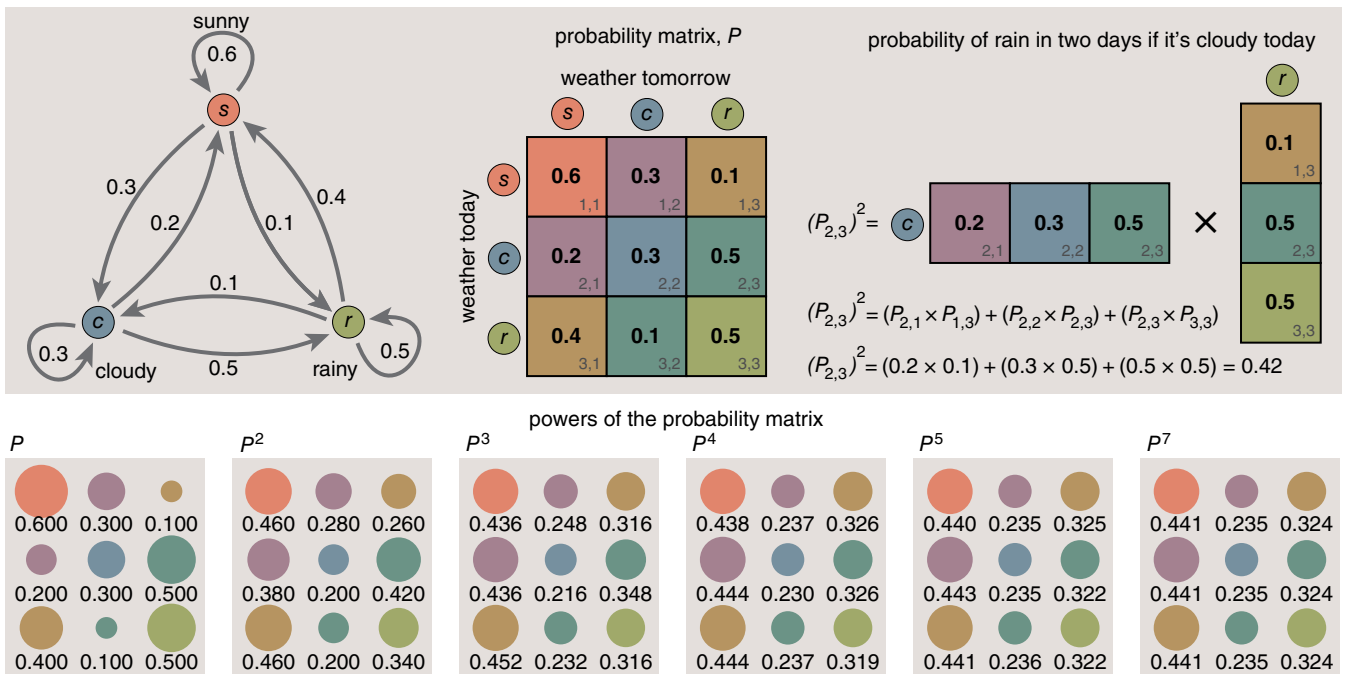 sunny
0.6
s
0.3
0.2
0.1
0.4
0.1
c
r
0.3
cloudy
0.5
rainy
0.5
probability matrix, P
weather tomorrow
s c r
weather today
s 0.6 1,1 0.3 1,2 0.1 1,3
c 0.2 2,1 0.3 2,2 0.5 2,3
r 0.4 3,1 0.1 3,2 0.5 3,3
probability of rain in two days if it's cloudy today
r
0.1 1,3
(P2,3)² = c 0.2 2,1 0.3 2,2 0.5 2,3 × 0.5 2,3
0.5 3,3
(P2,3)² = (P2,1 × P1,3) + (P2,2 × P2,3) + (P2,3 × P3,3)
(P2,3)² = (0.2 × 0.1) + (0.3 × 0.5) + (0.5 × 0.5) = 0.42
powers of the probability matrix
P
0.600 0.300 0.100
0.200 0.300 0.500
0.400 0.100 0.500
P²
0.460 0.280 0.260
0.380 0.200 0.420
0.460 0.200 0.340
P³
0.436 0.248 0.316
0.436 0.216 0.348
0.452 0.232 0.316
P⁴
0.438 0.237 0.326
0.444 0.230 0.326
0.444 0.237 0.319
P⁵
0.440 0.235 0.325
0.443 0.235 0.322
0.441 0.236 0.322
P⁷
0.441 0.235 0.324
0.441 0.235 0.324
0.441 0.235 0.324